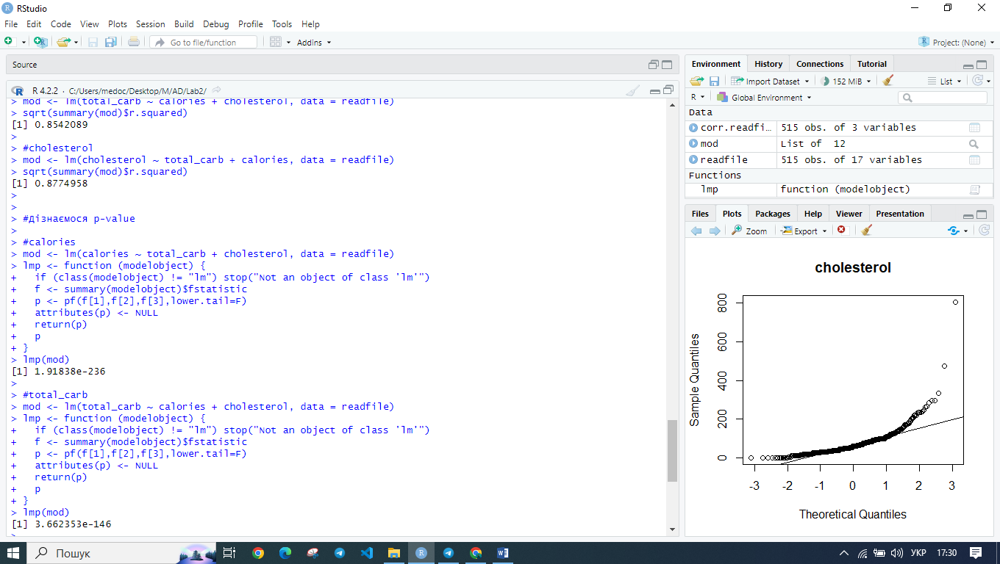 RStudio
File Edit Code View Plots Session Build Debug Profile Tools Help
Go to file/function Addins Project: (None)
Source
R 4.2.2 · C:/Users/medoc/Desktop/M/AD/Lab2/
> mod <- lm(total_carb ~ calories + cholesterol, data = readfile)
> sqrt(summary(mod)$r.squared)
[1] 0.8542089
>
> #cholesterol
> mod <- lm(cholesterol ~ total_carb + calories, data = readfile)
> sqrt(summary(mod)$r.squared)
[1] 0.8774958
>
>
> #Дізнаємося p-value
>
> #calories
> mod <- lm(calories ~ total_carb + cholesterol, data = readfile)
> lmp <- function (modelobject) {
+   if (class(modelobject) != "lm") stop("Not an object of class 'lm'")
+   f <- summary(modelobject)$fstatistic
+   p <- pf(f[1],f[2],f[3],lower.tail=F)
+   attributes(p) <- NULL
+   return(p)
+   p
+ }
> lmp(mod)
[1] 1.91838e-236
>
> #total_carb
> mod <- lm(total_carb ~ calories + cholesterol, data = readfile)
> lmp <- function (modelobject) {
+   if (class(modelobject) != "lm") stop("Not an object of class 'lm'")
+   f <- summary(modelobject)$fstatistic
+   p <- pf(f[1],f[2],f[3],lower.tail=F)
+   attributes(p) <- NULL
+   return(p)
+   p
+ }
> lmp(mod)
[1] 3.662353e-146
>
Environment History Connections Tutorial
Import Dataset 152 MiB List
R Global Environment
Data
corr.readfi… 515 obs. of 3 variables
mod List of 12
readfile 515 obs. of 17 variables
Functions
lmp function (modelobject)
Files Plots Packages Help Viewer Presentation
Zoom Export
cholesterol
Sample Quantiles
800
600
400
200
0
-3 -2 -1 0 1 2 3
Theoretical Quantiles
Пошук УКР 17:30